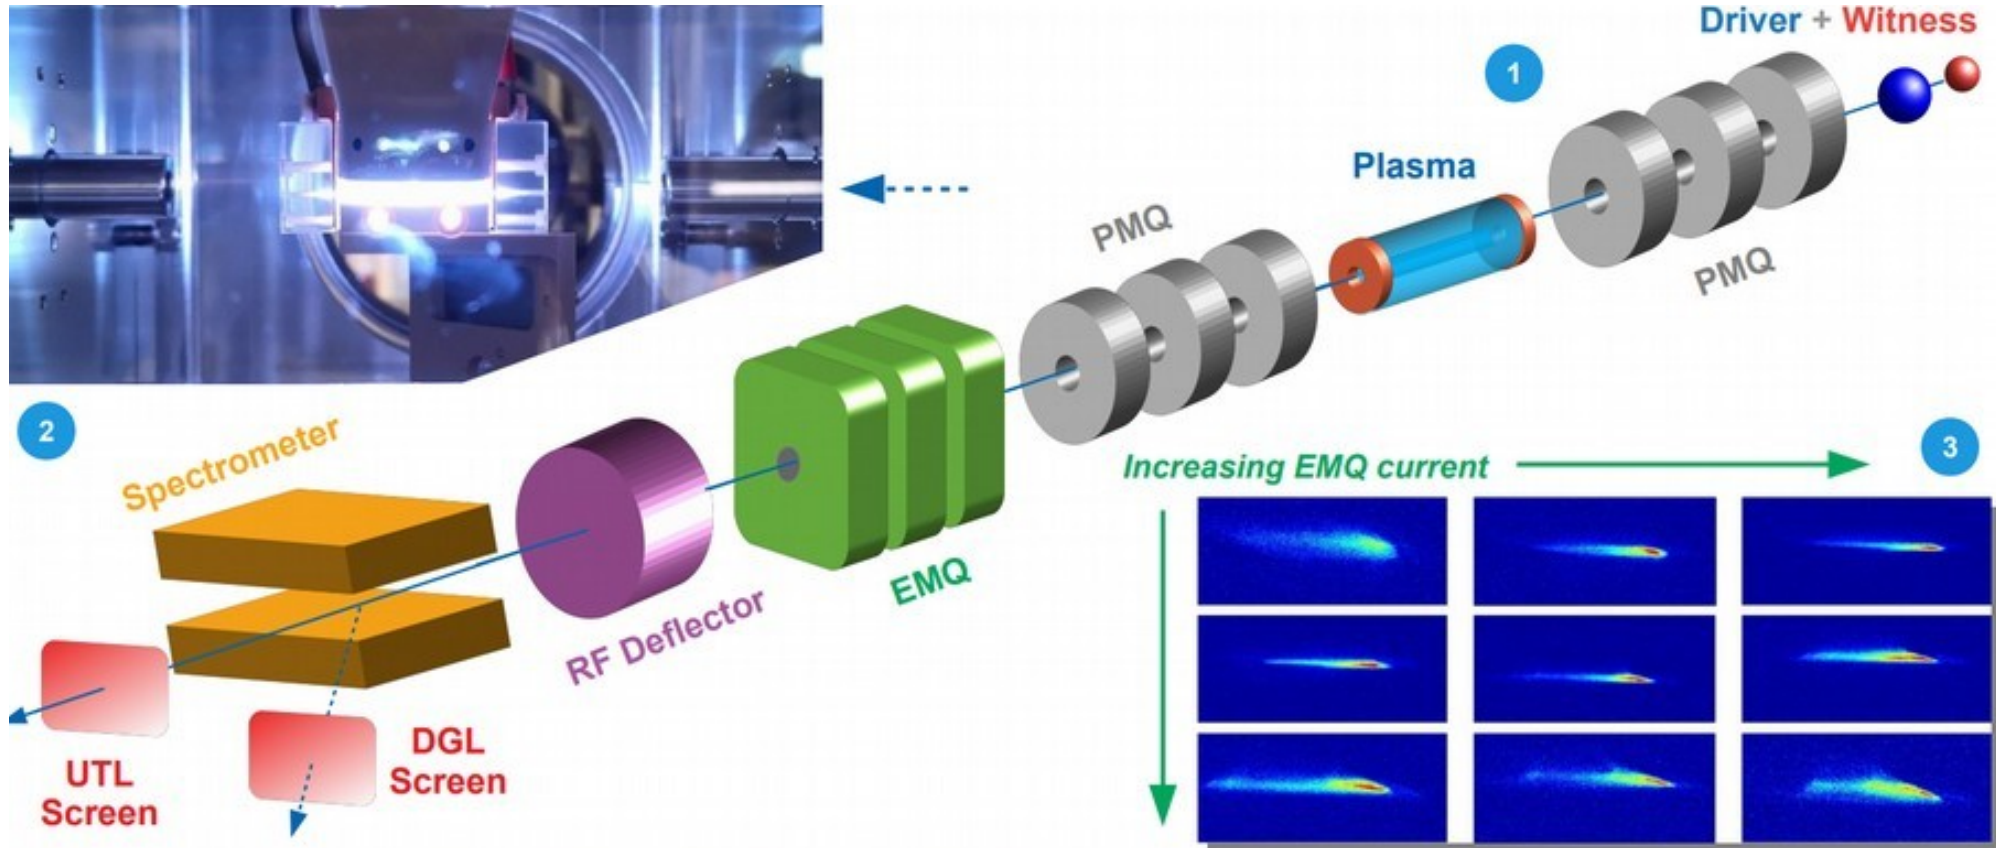 Driver + Witness
1
Plasma
PMQ
PMQ
2
Spectrometer
EMQ
RF Deflector
UTL
Screen
DGL
Screen
3
Increasing EMQ current